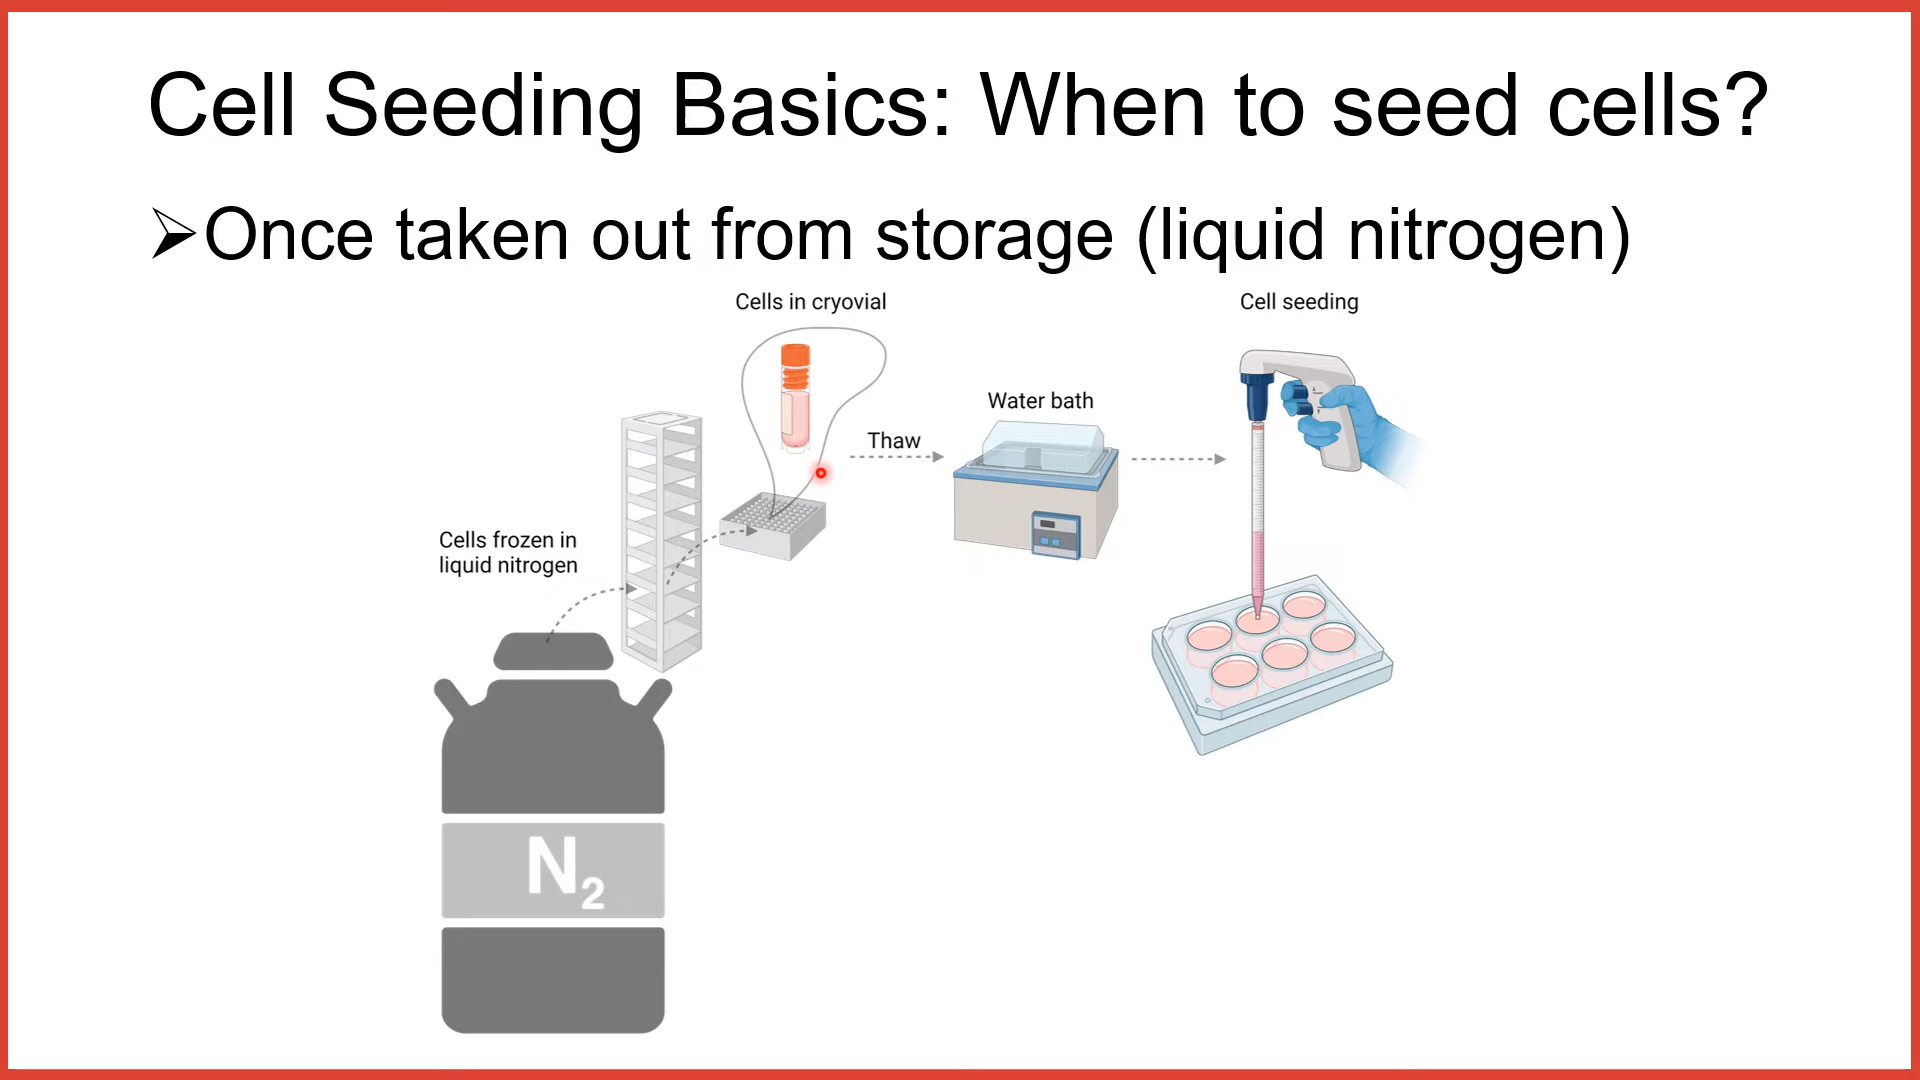 Cell Seeding Basics: When to seed cells?
➢Once taken out from storage (liquid nitrogen)
Cells in cryovial
Cell seeding
Water bath
Thaw
Cells frozen in
liquid nitrogen
N₂